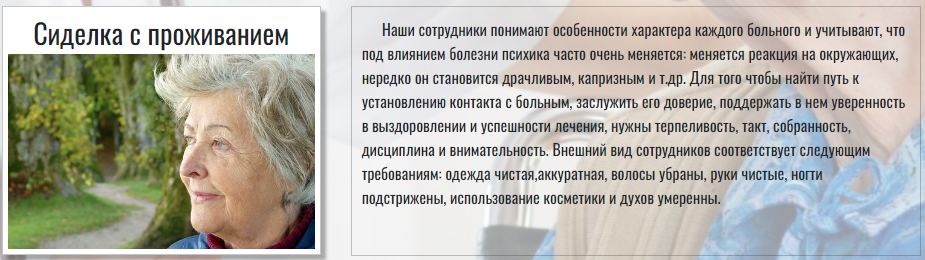 Сиделка с проживанием
Наши сотрудники понимают особенности характера каждого больного и учитывают, что
под влиянием болезни психика часто очень меняется: меняется реакция на окружающих,
нередко он становится драчливым, капризным и т.др. Для того чтобы найти путь к
установлению контакта с больным, заслужить его доверие, поддержать в нем уверенность
в выздоровлении и успешности лечения, нужны терпеливость, такт, собранность,
дисциплина и внимательность. Внешний вид сотрудников соответствует следующим
требованиям: одежда чистая,аккуратная, волосы убраны, руки чистые, ногти
подстрижены, использование косметики и духов умеренны.